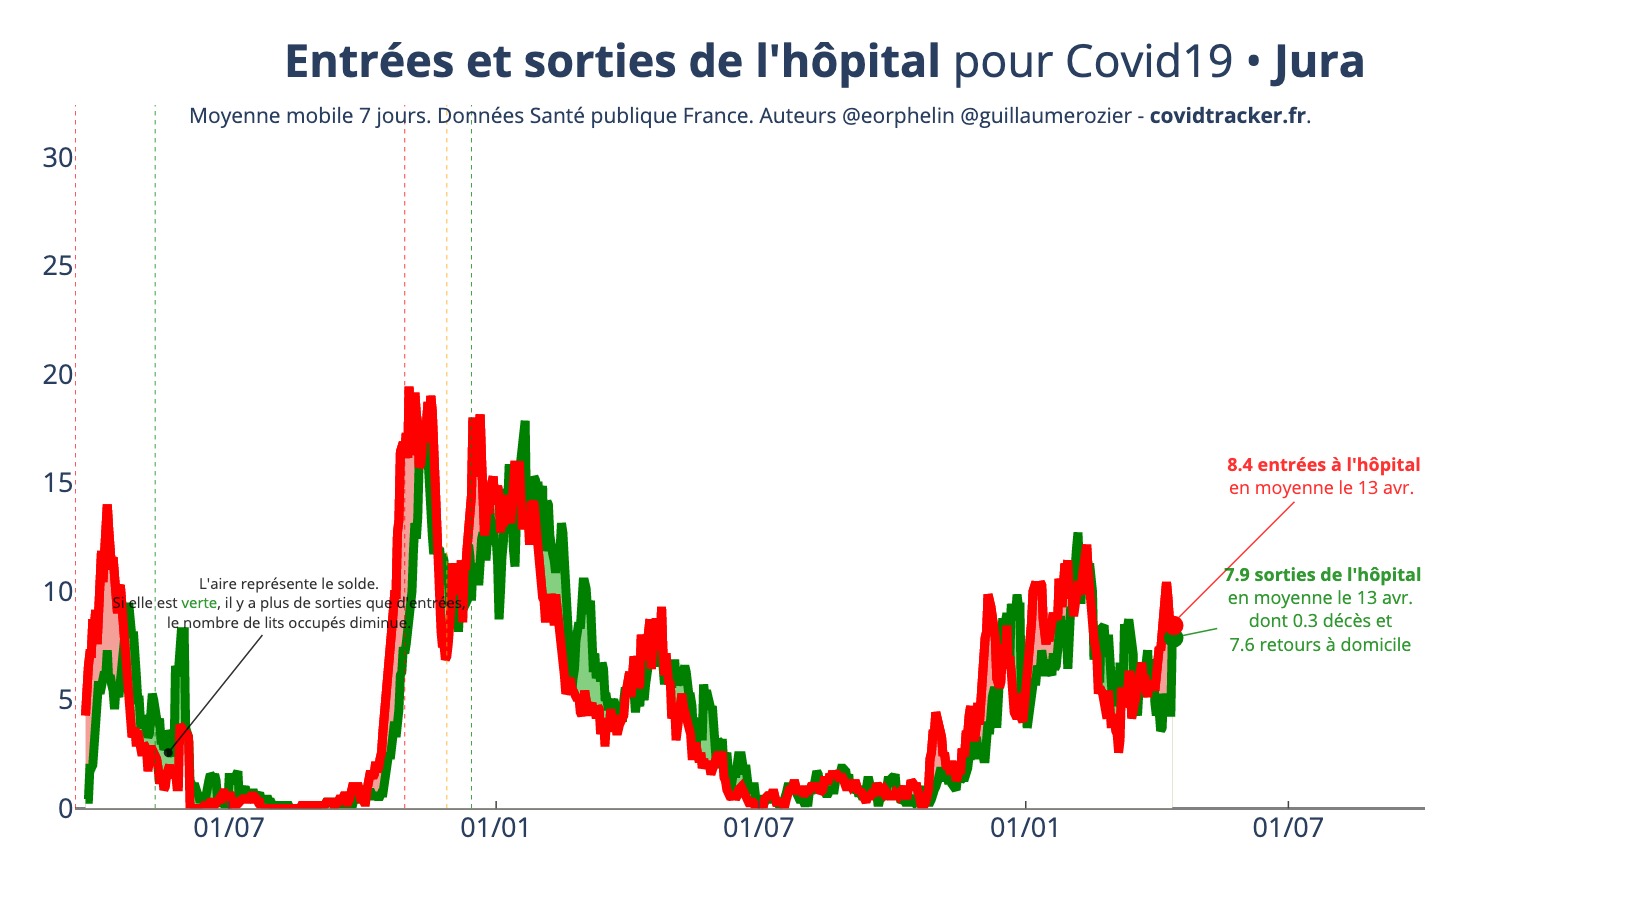 Entrées et sorties de l'hôpital pour Covid19 • Jura
Moyenne mobile 7 jours. Données Santé publique France. Auteurs @eorphelin @guillaumerozier - covidtracker.fr.
30
25
20
15
10
5
0
8.4 entrées à l'hôpital
en moyenne le 13 avr.
7.9 sorties de l'hôpital
en moyenne le 13 avr.
dont 0.3 décès et
7.6 retours à domicile
L'aire représente le solde.
Si elle est verte, il y a plus de sorties que d'entrées,
le nombre de lits occupés diminue.
01/07
01/01
01/07
01/01
01/07